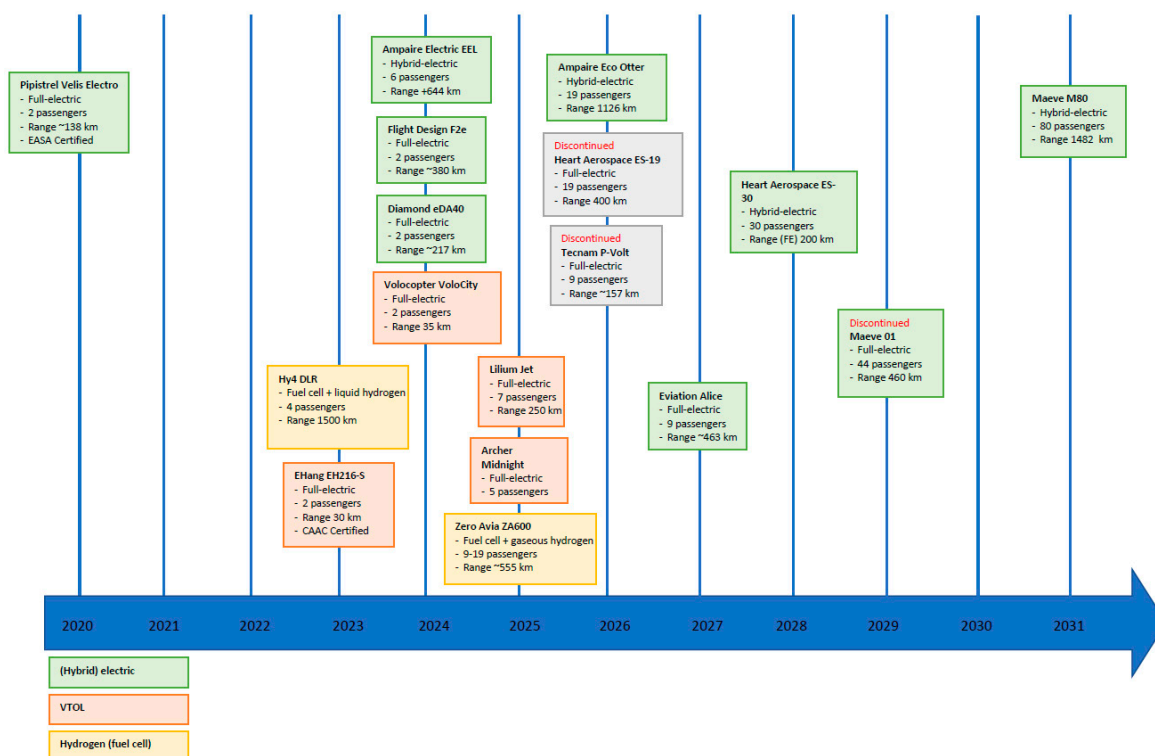 Pipistrel Velis Electro
- Full-electric
- 2 passengers
- Range ~138 km
- EASA Certified
Hy4 DLR
- Fuel cell + liquid hydrogen
- 4 passengers
- Range 1500 km
EHang EH216-S
- Full-electric
- 2 passengers
- Range 30 km
- CAAC Certified
Ampaire Electric EEL
- Hybrid-electric
- 6 passengers
- Range +644 km
Flight Design F2e
- Full-electric
- 2 passengers
- Range ~380 km
Diamond eDA40
- Full-electric
- 2 passengers
- Range ~217 km
Volocopter VoloCity
- Full-electric
- 2 passengers
- Range 35 km
Lilium Jet
- Full-electric
- 7 passengers
- Range 250 km
Archer
Midnight
- Full-electric
- 5 passengers
Zero Avia ZA600
- Fuel cell + gaseous hydrogen
- 9-19 passengers
- Range ~555 km
Ampaire Eco Otter
- Hybrid-electric
- 19 passengers
- Range 1126 km
Discontinued
Heart Aerospace ES-19
- Full-electric
- 19 passengers
- Range 400 km
Discontinued
Tecnam P-Volt
- Full-electric
- 9 passengers
- Range ~157 km
Eviation Alice
- Full-electric
- 9 passengers
- Range ~463 km
Heart Aerospace ES-
30
- Hybrid-electric
- 30 passengers
- Range (FE) 200 km
Discontinued
Maeve 01
- Full-electric
- 44 passengers
- Range 460 km
Maeve M80
- Hybrid-electric
- 80 passengers
- Range 1482 km
2020 2021 2022 2023 2024 2025 2026 2027 2028 2029 2030 2031
(Hybrid) electric
VTOL
Hydrogen (fuel cell)